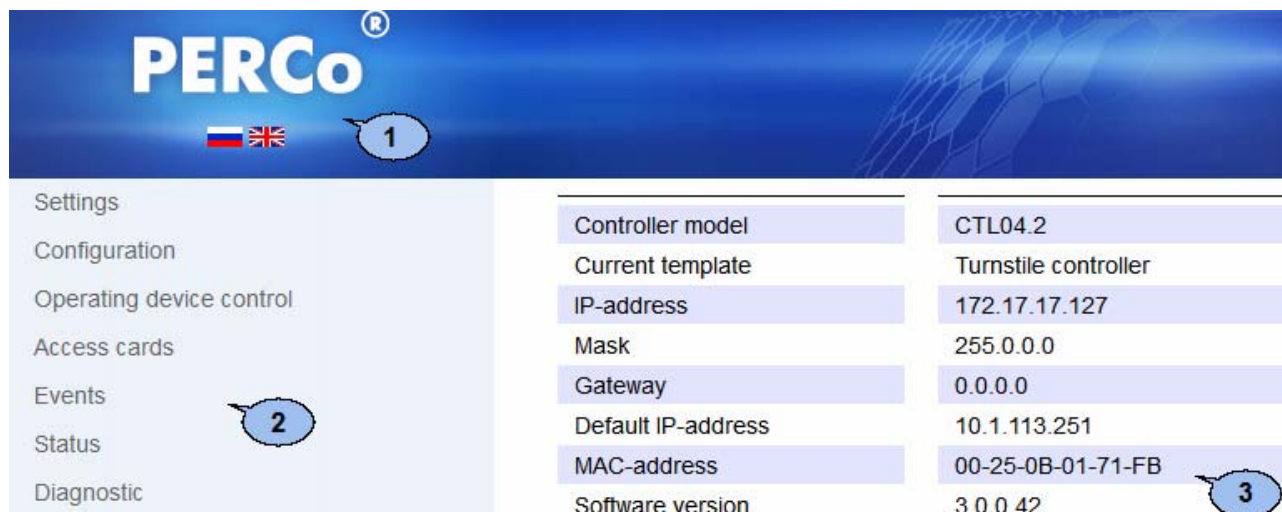 PERCo®
1
Settings
Configuration
Operating device control
Access cards
Events
2
Status
Diagnostic
Controller model CTL04.2
Current template Turnstile controller
IP-address 172.17.17.127
Mask 255.0.0.0
Gateway 0.0.0.0
Default IP-address 10.1.113.251
MAC-address 00-25-0B-01-71-FB
3
Software version 3.0.0.42